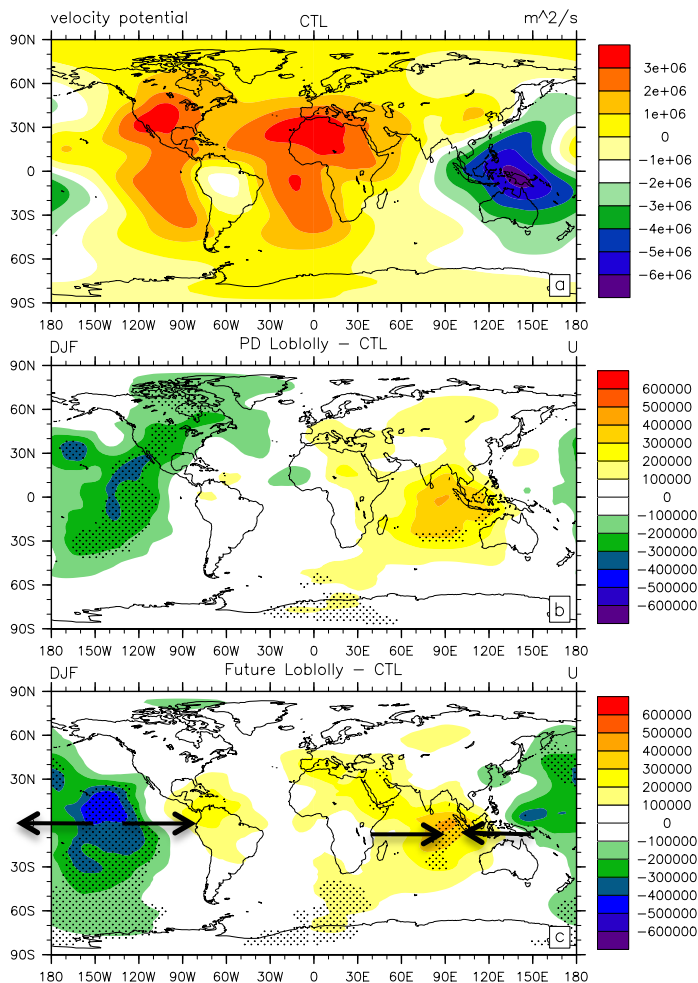 velocity potential CTL m^2/s
90N
60N
30N
0
30S
60S
90S
3e+06
2e+06
1e+06
0
−1e+06
−2e+06
−3e+06
−4e+06
−5e+06
−6e+06
a
180 150W 120W 90W 60W 30W 0 30E 60E 90E 120E 150E 180
DJF PD Loblolly − CTL U
90N
60N
30N
0
30S
60S
90S
600000
500000
400000
300000
200000
100000
0
−100000
−200000
−300000
−400000
−500000
−600000
b
180 150W 120W 90W 60W 30W 0 30E 60E 90E 120E 150E 180
DJF Future Loblolly − CTL U
90N
60N
30N
0
30S
60S
90S
600000
500000
400000
300000
200000
100000
0
−100000
−200000
−300000
−400000
−500000
−600000
c
180 150W 120W 90W 60W 30W 0 30E 60E 90E 120E 150E 180